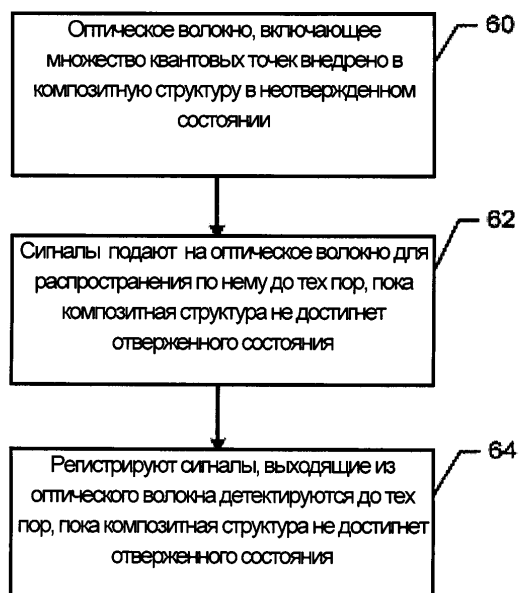 Оптическое волокно, включающее
множество квантовых точек внедрено в
композитную структуру в неотвержденном
состоянии
60
Сигналы подают на оптическое волокно для
распространения по нему до тех пор, пока
композитная структура не достигнет
отверженного состояния
62
Регистрируют сигналы, выходящие из
оптического волокна детектируются до тех
пор, пока композитная структура не достигнет
отверженного состояния
64